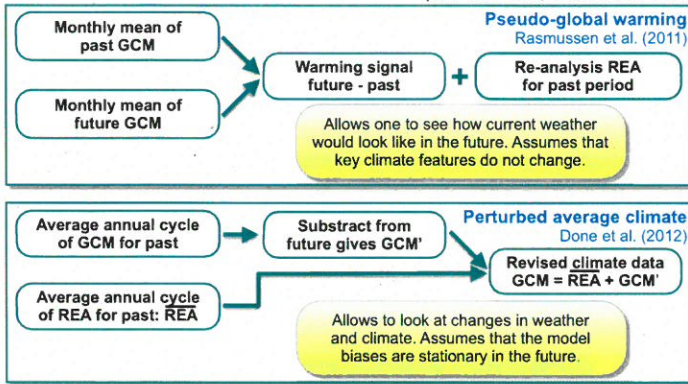 Pseudo-global warming
Rasmussen et al. (2011)
Monthly mean of
past GCM
Monthly mean of
future GCM
Warming signal
future - past
+
Re-analysis REA
for past period
Allows one to see how current weather
would look like in the future. Assumes that
key climate features do not change.
Perturbed average climate
Done et al. (2012)
Average annual cycle
of GCM for past
Substract from
future gives GCM'
Average annual cycle
of REA for past: R̅E̅A̅
Revised climate data
GCM = R̅E̅A̅ + GCM'
Allows to look at changes in weather
and climate. Assumes that the model
biases are stationary in the future.